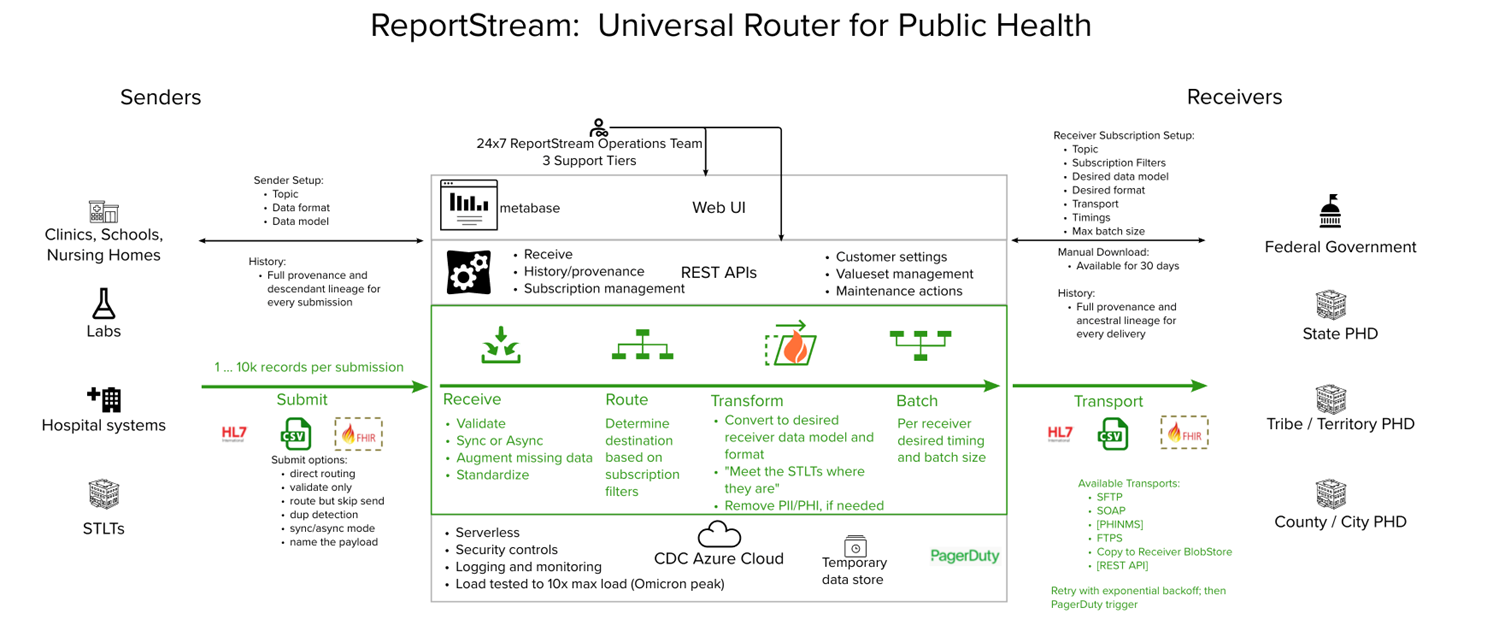 ReportStream:  Universal Router for Public Health
Senders
Clinics, Schools,
Nursing Homes
Labs
Hospital systems
STLTs
Sender Setup:
• Topic
• Data format
• Data model
History:
• Full provenance and
descendant lineage for
every submission
1 ... 10k records per submission
Submit
HL7
International
CSV
FHIR
Submit options:
• direct routing
• validate only
• route but skip send
• dup detection
• sync/async mode
• name the payload
24x7 ReportStream Operations Team
3 Support Tiers
metabase
Web UI
• Receive
• History/provenance
• Subscription management
REST APIs
• Customer settings
• Valueset management
• Maintenance actions
Receive
• Validate
• Sync or Async
• Augment missing data
• Standardize
Route
Determine
destination
based on
subscription
filters
Transform
• Convert to desired
receiver data model and
format
• "Meet the STLTs where
they are"
• Remove PII/PHI, if needed
Batch
Per receiver
desired timing
and batch size
• Serverless
• Security controls
• Logging and monitoring
• Load tested to 10x max load (Omicron peak)
CDC Azure Cloud
Temporary
data store
PagerDuty
Receivers
Receiver Subscription Setup:
• Topic
• Subscription Filters
• Desired data model
• Desired format
• Transport
• Timings
• Max batch size
Manual Download:
• Available for 30 days
History:
• Full provenance and
ancestral lineage for
every delivery
Transport
HL7
International
CSV
FHIR
Available Transports:
• SFTP
• SOAP
• [PHINMS]
• FTPS
• Copy to Receiver BlobStore
• [REST API]
Retry with exponential backoff; then
PagerDuty trigger
Federal Government
State PHD
Tribe / Territory PHD
County / City PHD